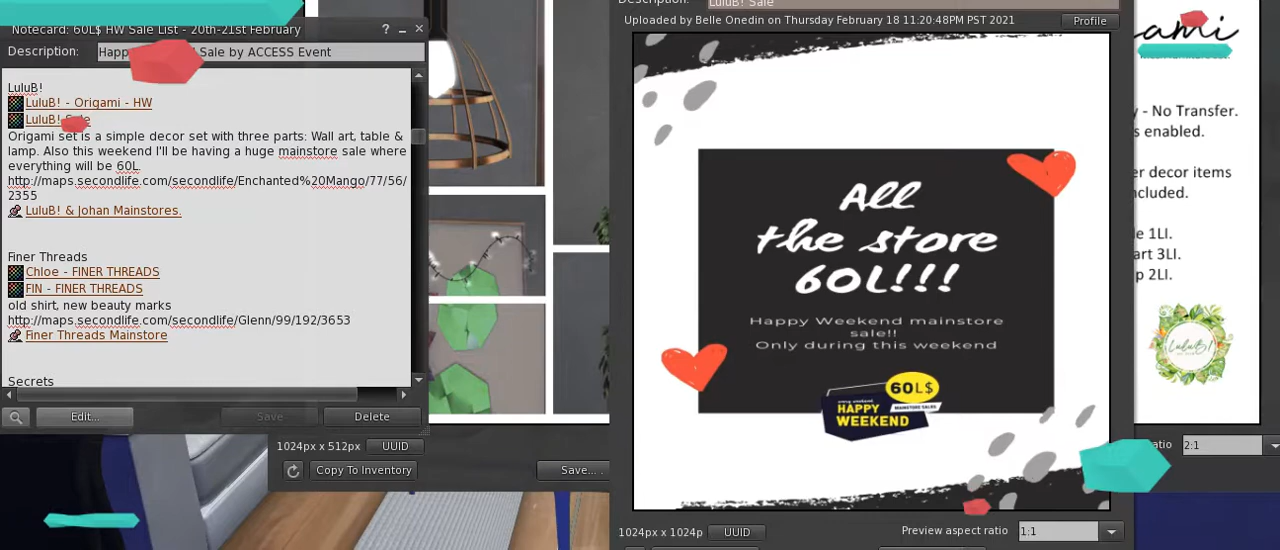 Notecard: 60L$ HW Sale List - 20th-21st February
Description:
Sale by ACCESS Event
LuluB!
LuluB! - Origami - HW
LuluB!
Origami set is a simple decor set with three parts: Wall art, table &
lamp. Also this weekend I'll be having a huge mainstore sale where
everything will be 60L.
http://maps.secondlife.com/secondlife/Enchanted%20Mango/77/56/
2355
LuluB! & Johan Mainstores.
Finer Threads
Chloe - FINER THREADS
FIN - FINER THREADS
old shirt, new beauty marks
http://maps.secondlife.com/secondlife/Glenn/99/192/3653
Finer Threads Mainstore
Secrets
Edit...
Save
Delete
1024px x 512px
UUID
Copy To Inventory
Save...
LuluB! Sale
Uploaded by Belle Onedin on Thursday February 18 11:20:48PM PST 2021
Profile
All
the store
60L!!!
Happy Weekend mainstore
sale!!
Only during this weekend
60L$
HAPPY
WEEKEND
MAINSTORE SALES
1024px x 1024p
UUID
Preview aspect ratio
1:1
ami
y - No Transfer.
s enabled.
er decor items
cluded.
e 1LI.
art 3LI.
p 2LI.
LuluB!
atio
2:1